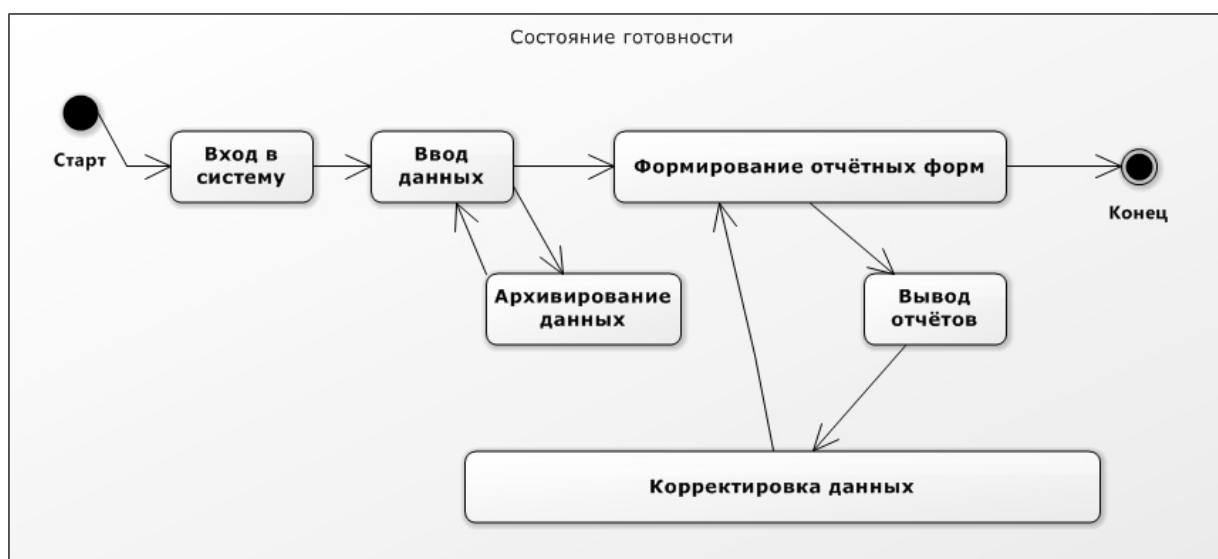 Состояние готовности
Старт
Вход в
систему
Ввод
данных
Формирование отчётных форм
Конец
Архивирование
данных
Вывод
отчётов
Корректировка данных